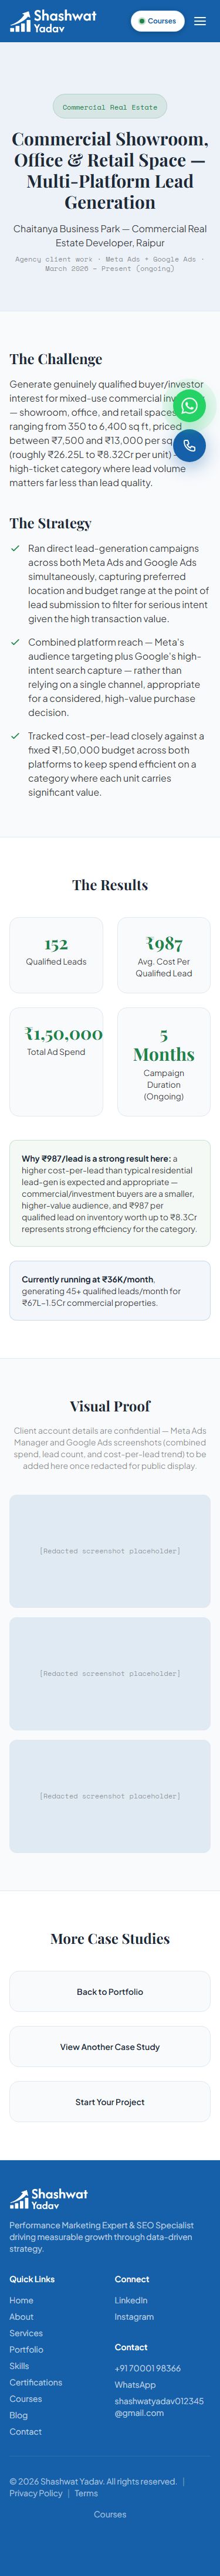 Shashwat
Yadav
Courses
Commercial Real Estate
Commercial Showroom,
Office & Retail Space —
Multi-Platform Lead
Generation
Chaitanya Business Park — Commercial Real
Estate Developer, Raipur
Agency client work · Meta Ads + Google Ads ·
March 2026 – Present (ongoing)
The Challenge
Generate genuinely qualified buyer/investor
interest for mixed-use commercial
— showroom, office, and retail spaces
ranging from 350 to 6,400 sq ft, priced
between ₹7,500 and ₹13,000 per sq
(roughly ₹26.25L to ₹8.32Cr per unit)
high-ticket category where lead volume
matters far less than lead quality.
The Strategy
Ran direct lead-generation campaigns
across both Meta Ads and Google Ads
simultaneously, capturing preferred
location and budget range at the point of
lead submission to filter for serious intent
given the high transaction value.
Combined platform reach — Meta's
audience targeting plus Google's high-
intent search capture — rather than
relying on a single channel, appropriate
for a considered, high-value purchase
decision.
Tracked cost-per-lead closely against a
fixed ₹1,50,000 budget across both
platforms to keep spend efficient on a
category where each unit carries
significant value.
The Results
152
Qualified Leads
₹987
Avg. Cost Per
Qualified Lead
₹1,50,000
Total Ad Spend
5
Months
Campaign
Duration
(Ongoing)
Why ₹987/lead is a strong result here: a
higher cost-per-lead than typical residential
lead-gen is expected and appropriate —
commercial/investment buyers are a smaller,
higher-value audience, and ₹987 per
qualified lead on inventory worth up to ₹8.3Cr
represents strong efficiency for the category.
Currently running at ₹36K/month,
generating 45+ qualified leads/month for
₹67L–1.5Cr commercial properties.
Visual Proof
Client account details are confidential — Meta Ads
Manager and Google Ads screenshots (combined
spend, lead count, and cost-per-lead trend) to be
added here once redacted for public display.
[Redacted screenshot placeholder]
[Redacted screenshot placeholder]
[Redacted screenshot placeholder]
More Case Studies
Back to Portfolio
View Another Case Study
Start Your Project
Shashwat
Yadav
Performance Marketing Expert & SEO Specialist
driving measurable growth through data-driven
strategy.
Quick Links
Home
About
Services
Portfolio
Skills
Certifications
Courses
Blog
Contact
Connect
LinkedIn
Instagram
Contact
+91 70001 98366
WhatsApp
shashwatyadav012345
@gmail.com
© 2026 Shashwat Yadav. All rights reserved. |
Privacy Policy | Terms
Courses